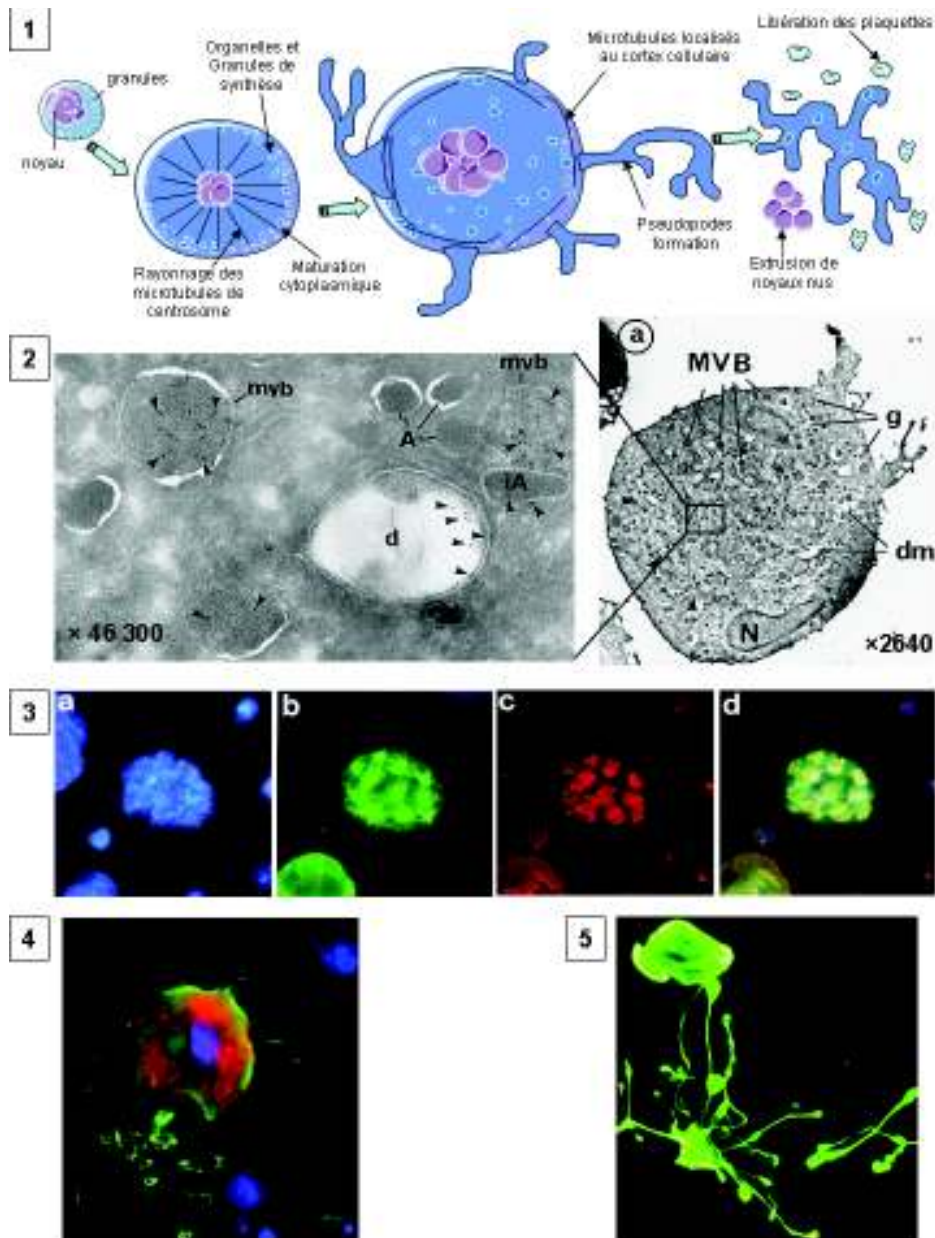 1
granules
noyau
Organelles et
Granules de
synthèse
Rayonnage des
microtubules de
centrosome
Maturation
cytoplasmique
Microtubules localisés
au cortex cellulaire
Pseudopodes
formation
Libération des plaquettes
Extrusion de
noyaux nus
2
mvb
A
mvb
IA
d
× 46 300
a
MVB
g
dm
N
×2640
3
a
b
c
d
4
5